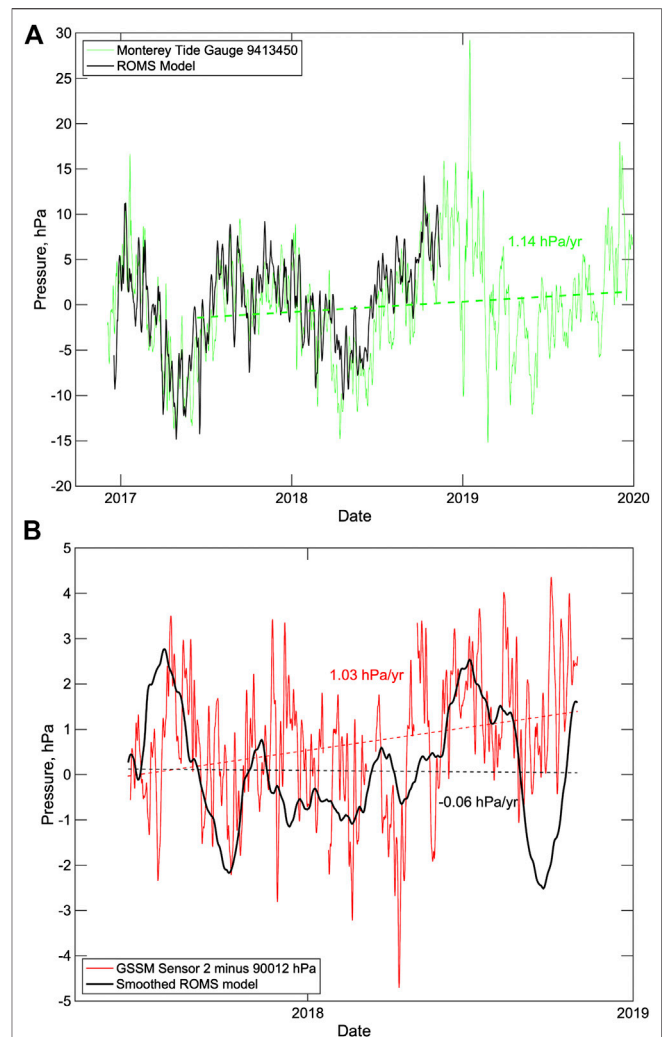 A
Monterey Tide Gauge 9413450
ROMS Model
30
25
20
15
10
5
0
-5
-10
-15
-20
Pressure, hPa
1.14 hPa/yr
2017
2018
2019
2020
Date
B
5
4
3
2
1
0
-1
-2
-3
-4
-5
Pressure, hPa
1.03 hPa/yr
-0.06 hPa/yr
GSSM Sensor 2 minus 90012 hPa
Smoothed ROMS model
2018
2019
Date